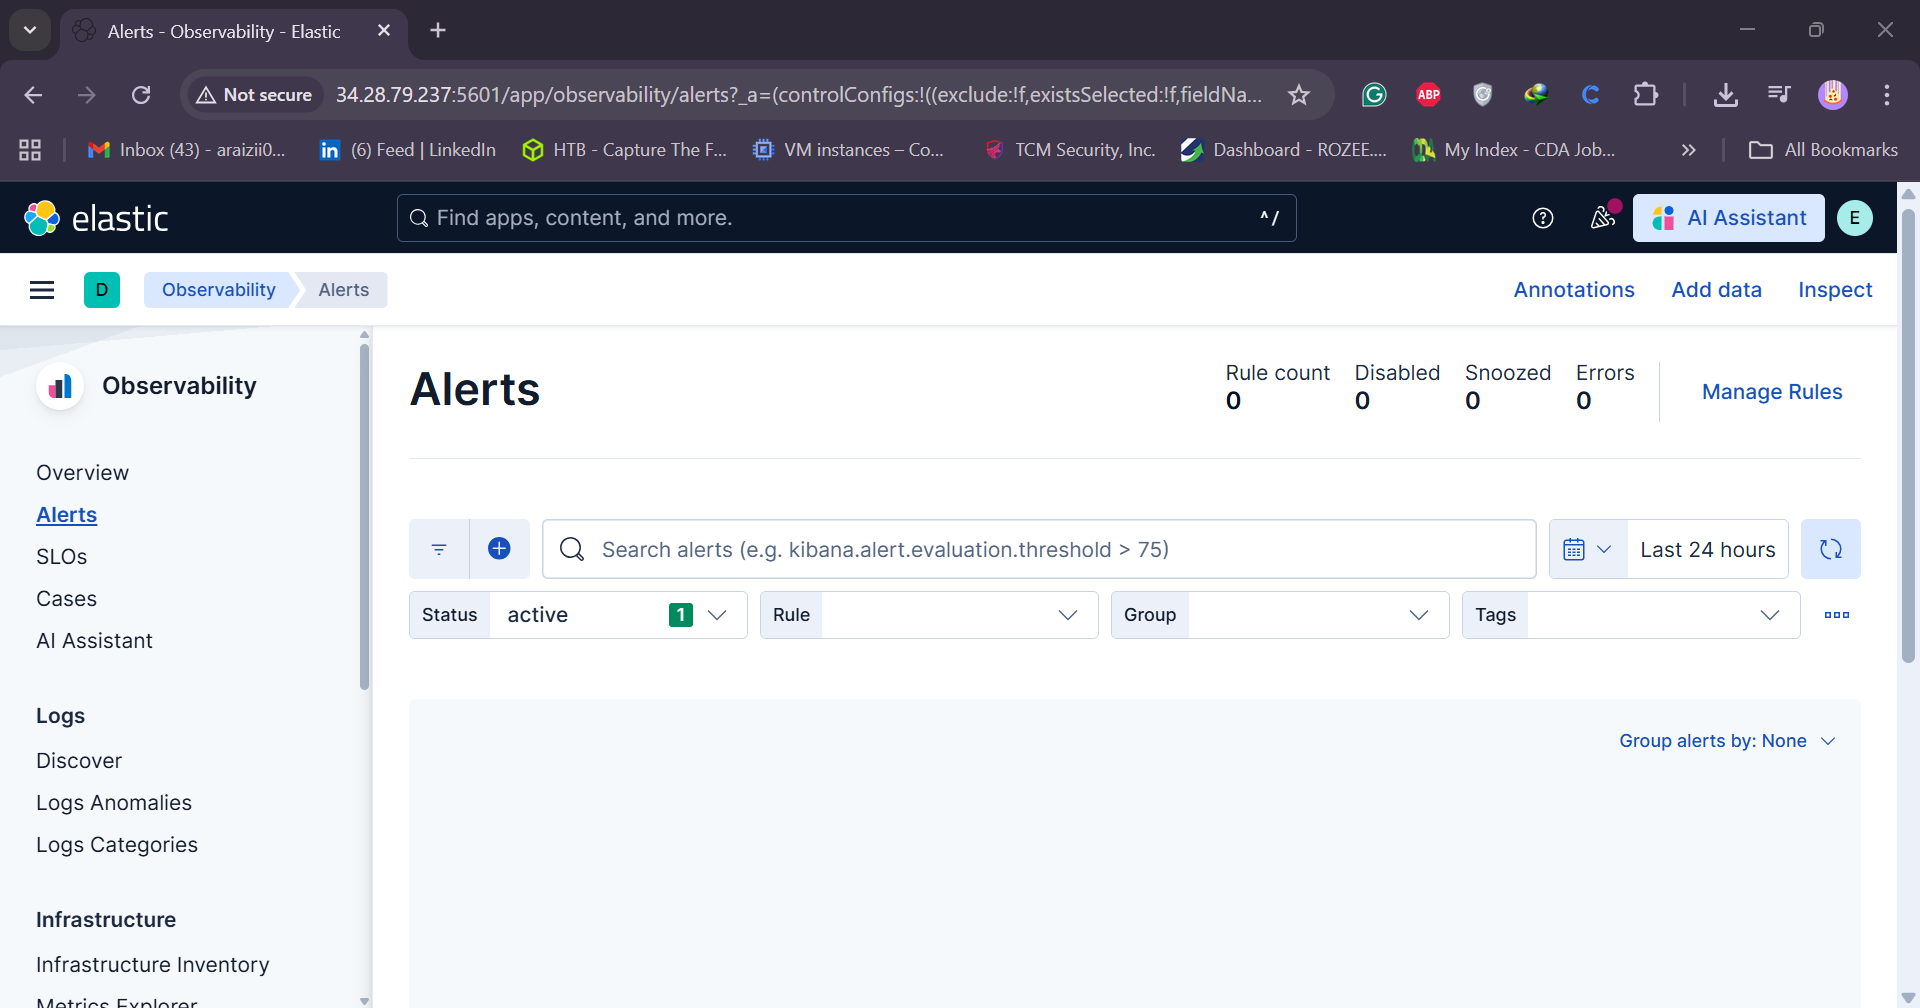 Alerts - Observability - Elastic
Not secure 34.28.79.237:5601/app/observability/alerts?_a=(controlConfigs:!((exclude:!f,existsSelected:!f,fieldNa...
ABP
Inbox (43) - araizii0... (6) Feed | LinkedIn HTB - Capture The F... VM instances – Co... TCM Security, Inc. Dashboard - ROZEE.... My Index - CDA Job... » All Bookmarks
elastic Find apps, content, and more. ^/ AI Assistant E
D Observability Alerts Annotations Add data Inspect
Observability
Overview
Alerts
SLOs
Cases
AI Assistant
Logs
Discover
Logs Anomalies
Logs Categories
Infrastructure
Infrastructure Inventory
Metrics Explorer
Alerts
Rule count Disabled Snoozed Errors
0 0 0 0
Manage Rules
Search alerts (e.g. kibana.alert.evaluation.threshold > 75) Last 24 hours
Status active 1 Rule Group Tags
Group alerts by: None